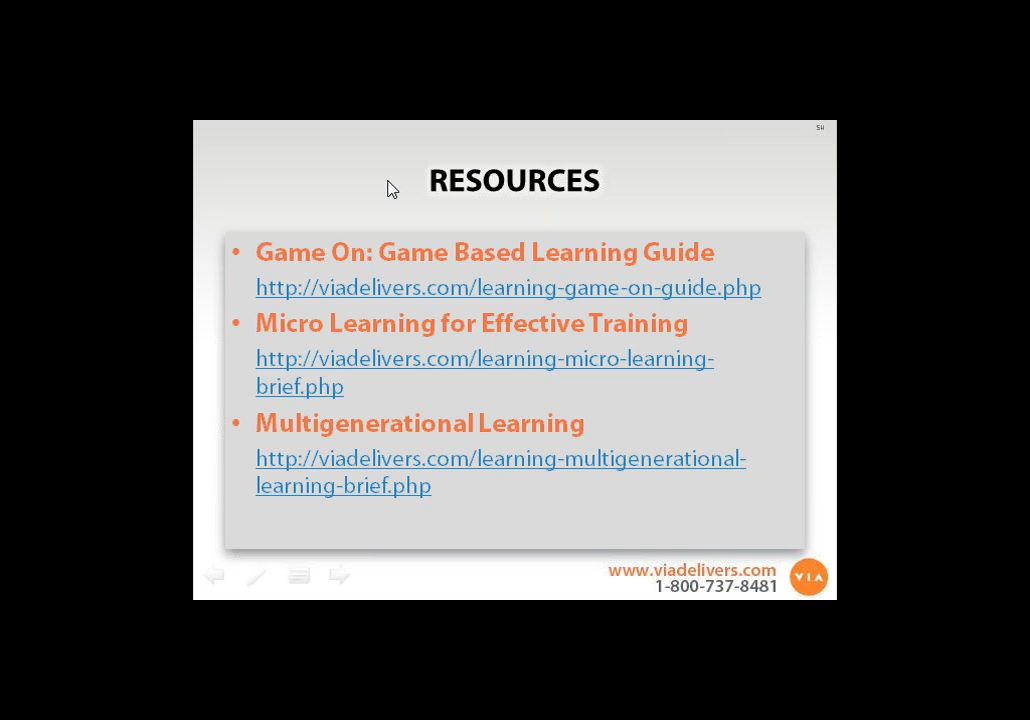 SH
RESOURCES
• Game On: Game Based Learning Guide
http://viadelivers.com/learning-game-on-guide.php
• Micro Learning for Effective Training
http://viadelivers.com/learning-micro-learning-
brief.php
• Multigenerational Learning
http://viadelivers.com/learning-multigenerational-
learning-brief.php
www.viadelivers.com
1-800-737-8481
VIA